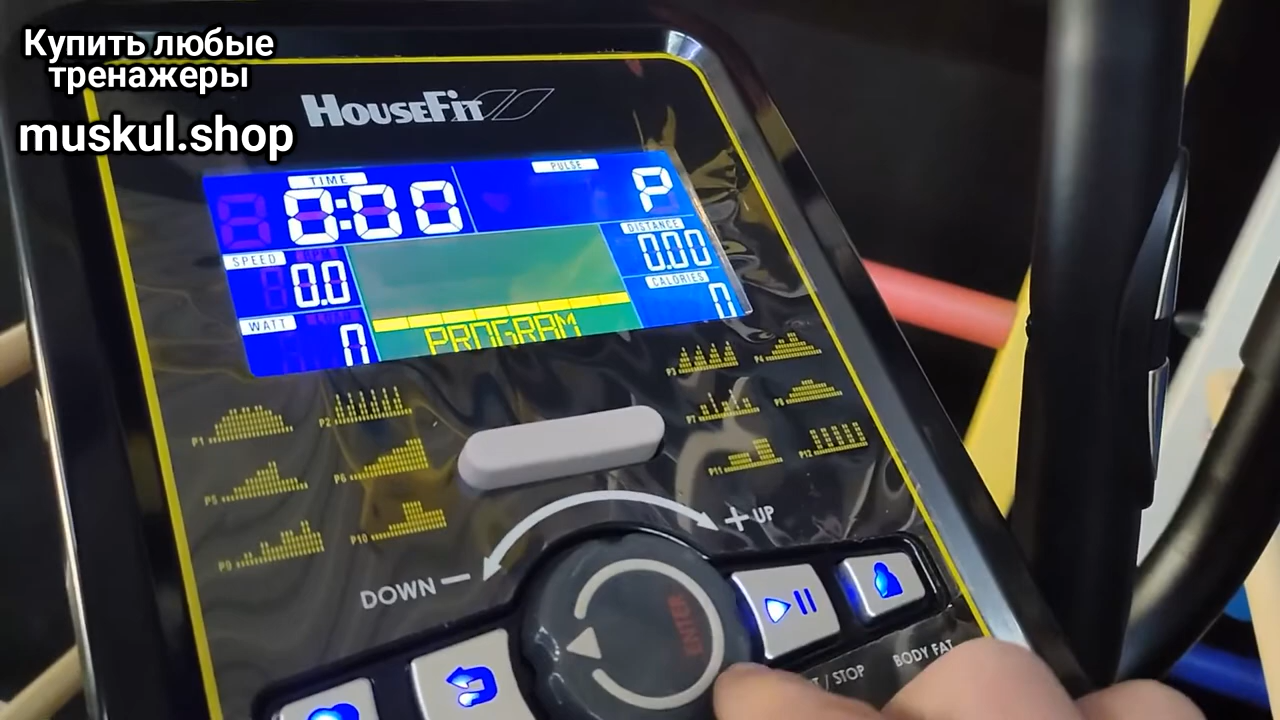 Купить любые
тренажеры
muskul.shop
HOUSEFIT
TIME
PULSE
0:00
P
SPEED
DISTANCE
0.0
0.00
WATT
CALORIES
0
0
PROGRAM
P1
P2
P3
P4
P5
P6
P7
P8
P9
P10
P11
P12
DOWN −
+ UP
ENTER
T / STOP
BODY FAT